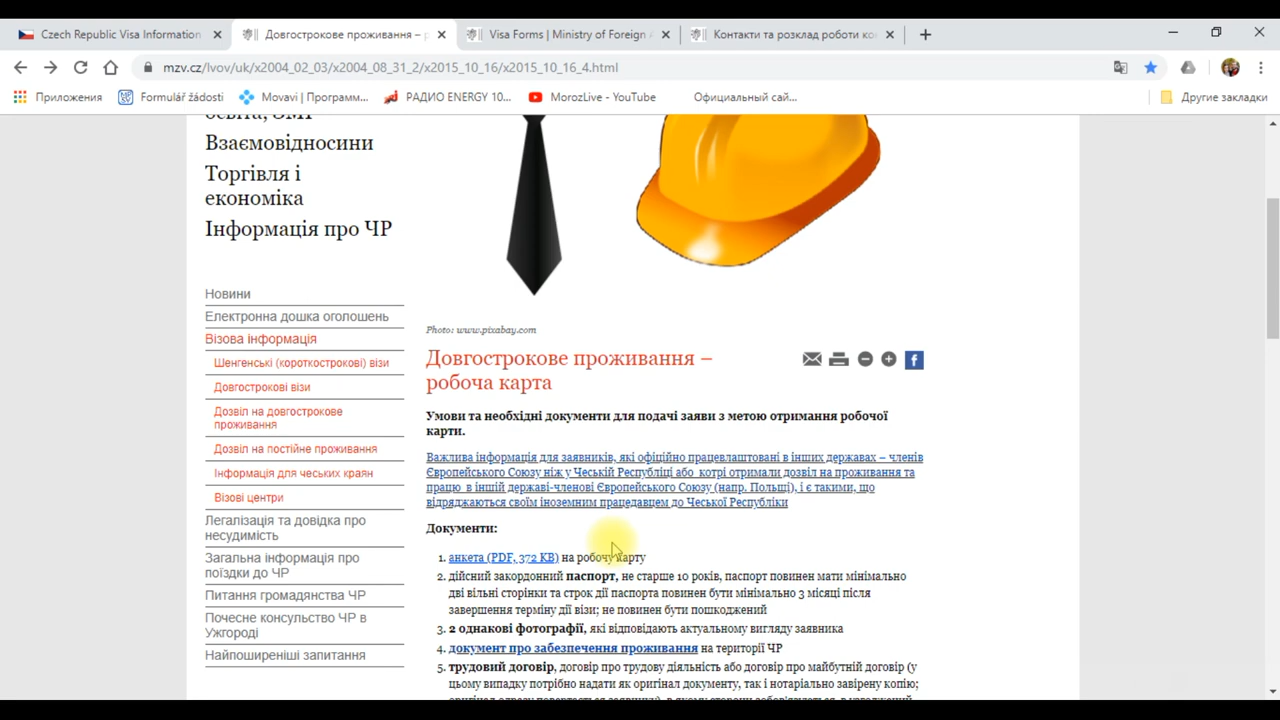 Czech Republic Visa Information
Довгострокове проживання – р
Visa Forms | Ministry of Foreign A
Контакти та розклад роботи ко
mzv.cz/lvov/uk/x2004_02_03/x2004_08_31_2/x2015_10_16/x2015_10_16_4.html
Приложения
Formulář žádosti
Movavi | Программ...
РАДИО ENERGY 10...
MorozLive - YouTube
Официальный сай...
Другие закладки
освіта, ЗМІ
Взаємовідносини
Торгівля і
економіка
Інформація про ЧР
Новини
Електронна дошка оголошень
Візова інформація
Шенгенські (короткострокові) візи
Довгострокові візи
Дозвіл на довгострокове
проживання
Дозвіл на постійне проживання
Інформація для чеських краян
Візові центри
Легалізація та довідка про
несудимість
Загальна інформація про
поїздки до ЧР
Питання громадянства ЧР
Почесне консульство ЧР в
Ужгороді
Найпоширеніші запитання
Photo: www.pixabay.com
Довгострокове проживання –
робоча карта
Умови та необхідні документи для подачі заяви з метою отримання робочої
карти.
Важлива інформація для заявників, які офіційно працевлаштовані в інших державах – членів
Європейського Союзу ніж у Чеській Республіці або котрі отримали дозвіл на проживання та
працю в іншій державі-членові Європейського Союзу (напр. Польщі), і є такими, що
відряджаються своїм іноземним працедавцем до Чеської Республіки
Документи:
1. анкета (PDF, 372 KB) на робочу карту
2. дійсний закордонний паспорт, не старше 10 років, паспорт повинен мати мінімально
дві вільні сторінки та строк дії паспорта повинен бути мінімально 3 місяці після
завершення терміну дії візи; не повинен бути пошкоджений
3. 2 однакові фотографії, які відповідають актуальному вигляду заявника
4. документ про забезпечення проживання на території ЧР
5. трудовий договір, договір про трудову діяльність або договір про майбутній договір (у
цьому випадку потрібно надати як оригінал документу, так і нотаріально завірену копію;